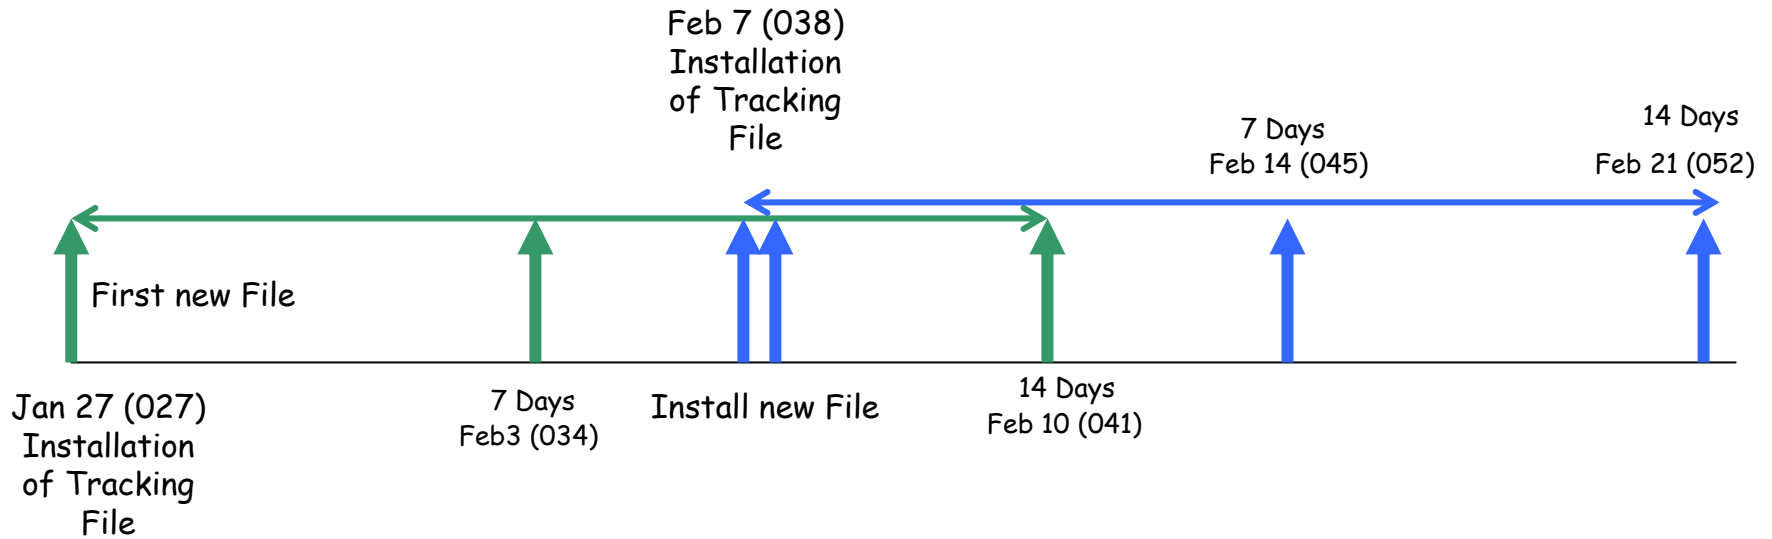 Feb 7 (038)
Installation
of Tracking
File
7 Days
Feb 14 (045)
14 Days
Feb 21 (052)
First new File
Jan 27 (027)
Installation
of Tracking
File
7 Days
Feb3 (034)
Install new File
14 Days
Feb 10 (041)